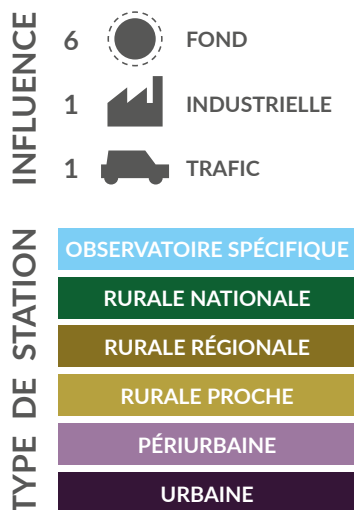 INFLUENCE
6 FOND
1 INDUSTRIELLE
1 TRAFIC
TYPE DE STATION
OBSERVATOIRE SPÉCIFIQUE
RURALE NATIONALE
RURALE RÉGIONALE
RURALE PROCHE
PÉRIURBAINE
URBAINE